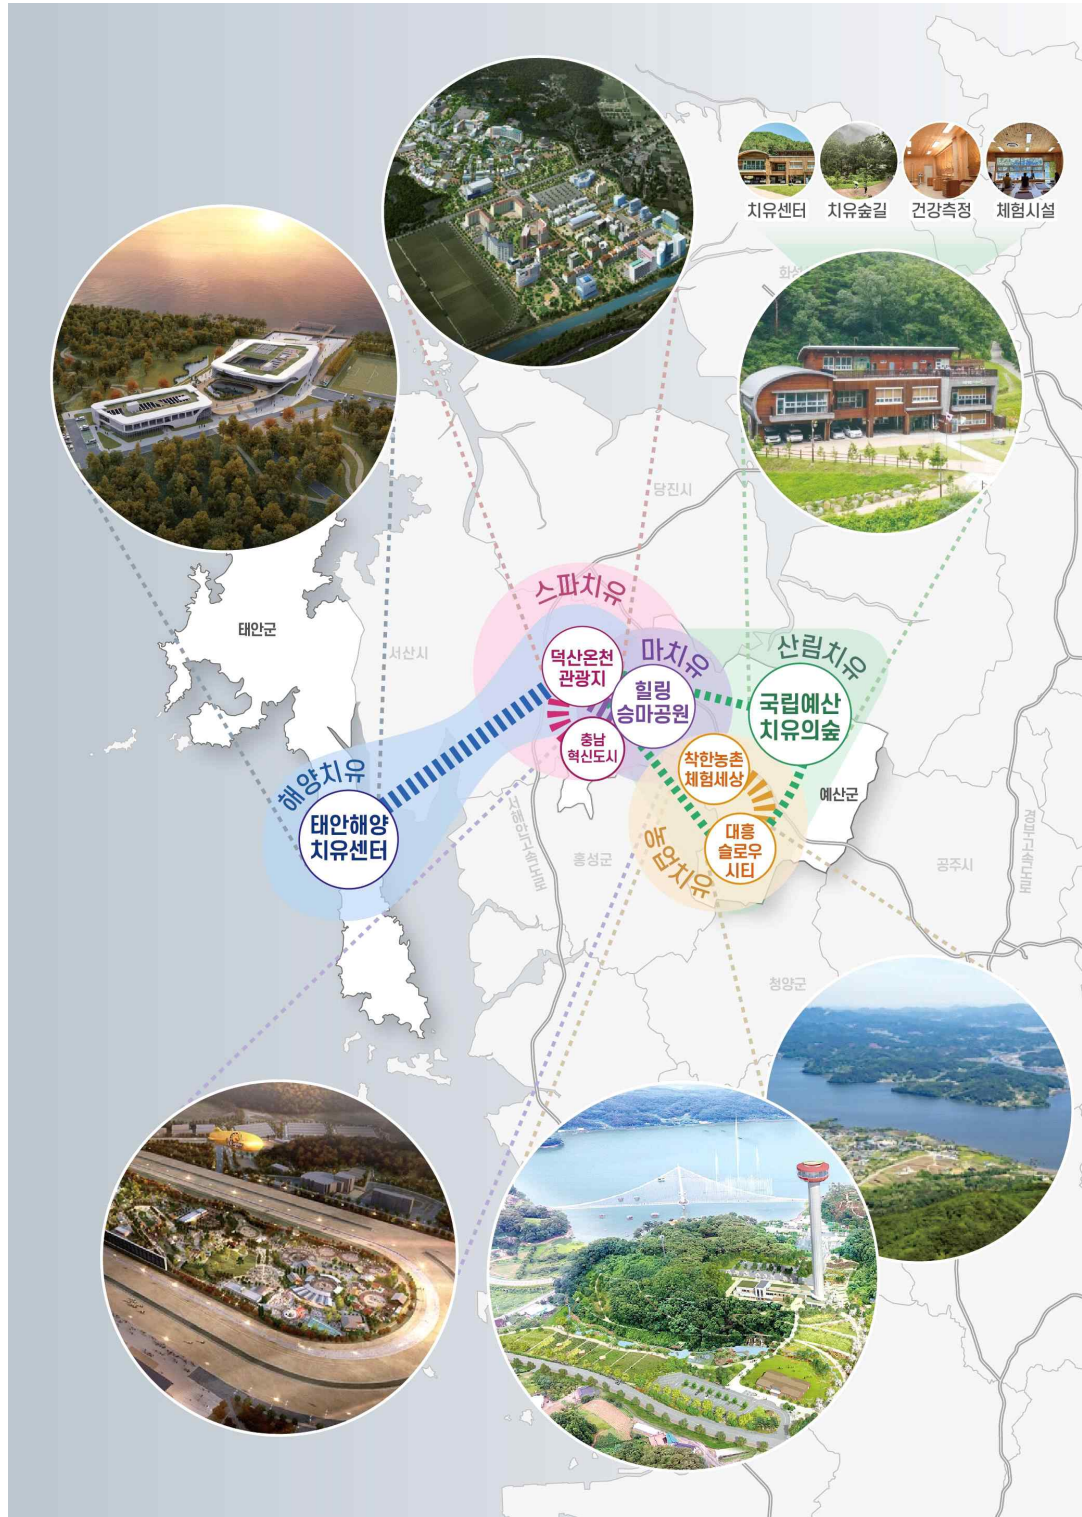 치유센터
치유숲길
건강측정
체험시설
당진시
스파치유
태안군
서산시
마치유
산림치유
덕산온천
관광지
힐링
승마공원
국립예산
치유의숲
충남
혁신도시
착한농촌
체험세상
해양치유
태안해양
치유센터
예산군
대흥
슬로우
시티
농업치유
서해안고속도로
홍성군
경부고속도로
공주시
청양군